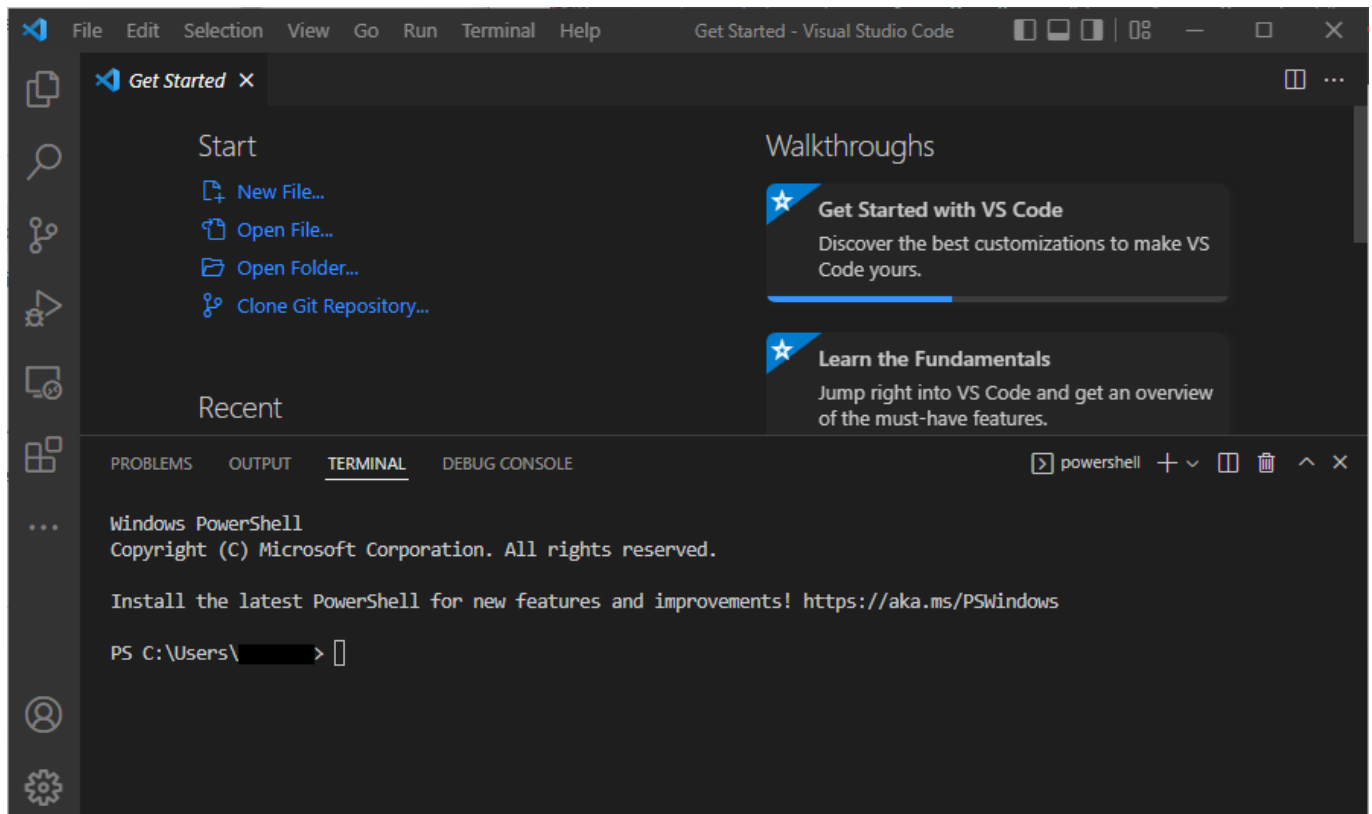 File Edit Selection View Go Run Terminal Help Get Started - Visual Studio Code
Get Started
Start
New File...
Open File...
Open Folder...
Clone Git Repository...
Recent
Walkthroughs
Get Started with VS Code
Discover the best customizations to make VS
Code yours.
Learn the Fundamentals
Jump right into VS Code and get an overview
of the must-have features.
PROBLEMS OUTPUT TERMINAL DEBUG CONSOLE powershell
Windows PowerShell
Copyright (C) Microsoft Corporation. All rights reserved.
Install the latest PowerShell for new features and improvements! https://aka.ms/PSWindows
PS C:\Users\ >